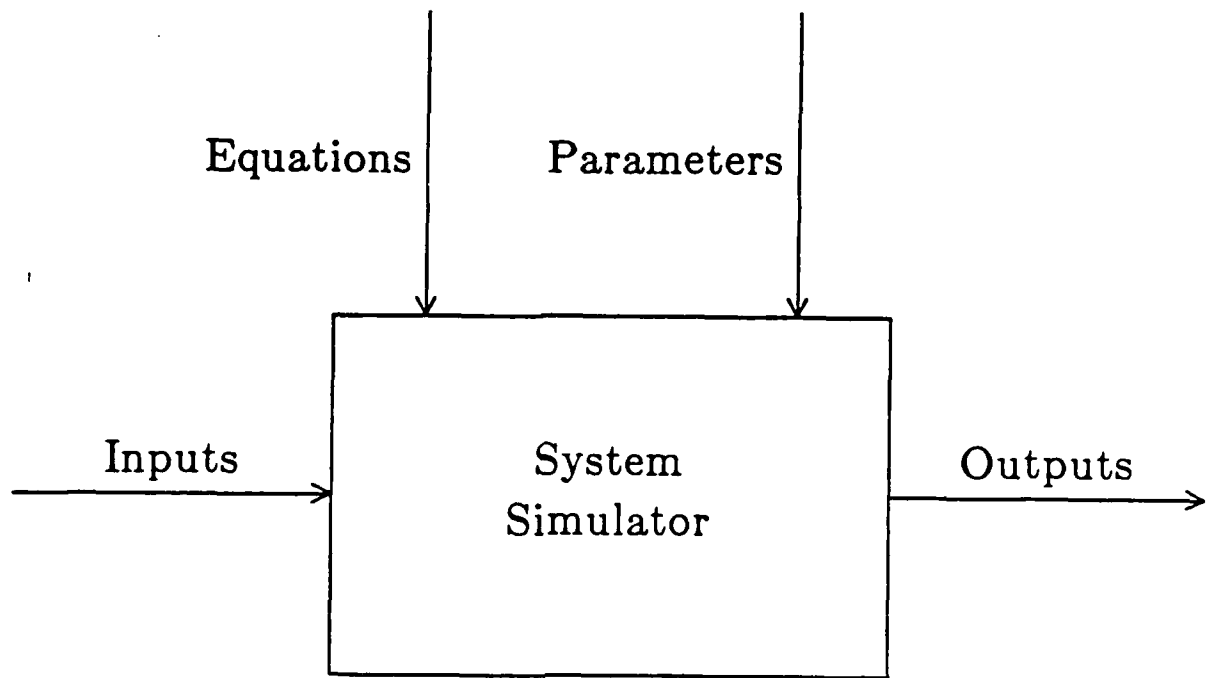 Equations
Parameters
Inputs
System
Simulator
Outputs